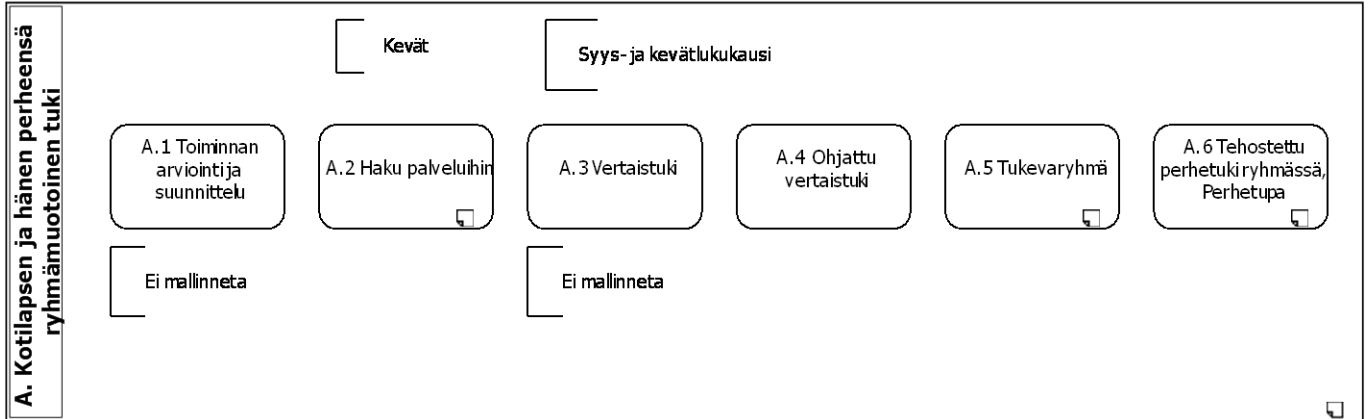 A. Kotilapsen ja hänen perheensä
ryhmämuotoinen tuki
Kevät
Syys- ja kevätlukukausi
A.1 Toiminnan
arviointi ja
suunnittelu
A.2 Haku palveluihin
A.3 Vertaistuki
A.4 Ohjattu
vertaistuki
A.5 Tukevaryhmä
A.6 Tehostettu
perhetuki ryhmässä,
Perhetupa
Ei mallinneta
Ei mallinneta